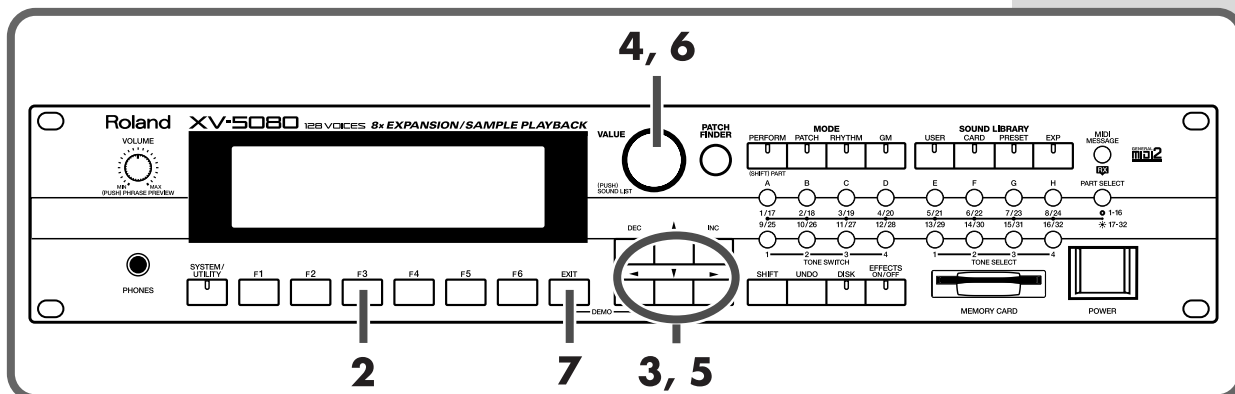 4, 6
Roland XV-5080 128 VOICES 8x EXPANSION/SAMPLE PLAYBACK
VOLUME
MIN MAX
(PUSH) PHRASE PREVIEW
PHONES
VALUE
(PUSH)
SOUND LIST
PATCH
FINDER
MODE
PERFORM PATCH RHYTHM GM
(SHIFT) PART
SOUND LIBRARY
USER CARD PRESET EXP
MIDI
MESSAGE
RX
GENERAL
MIDI2
A B C D E F G H PART SELECT
1/17 2/18 3/19 4/20 5/21 6/22 7/23 8/24 1-16
9/25 10/26 11/27 12/28 13/29 14/30 15/31 16/32 17-32
1 2 3 4 1 2 3 4
TONE SWITCH TONE SELECT
DEC INC
SYSTEM/
UTILITY
F1 F2 F3 F4 F5 F6 EXIT
DEMO
SHIFT UNDO DISK EFFECTS
ON/OFF
MEMORY CARD
POWER
2 7 3, 5